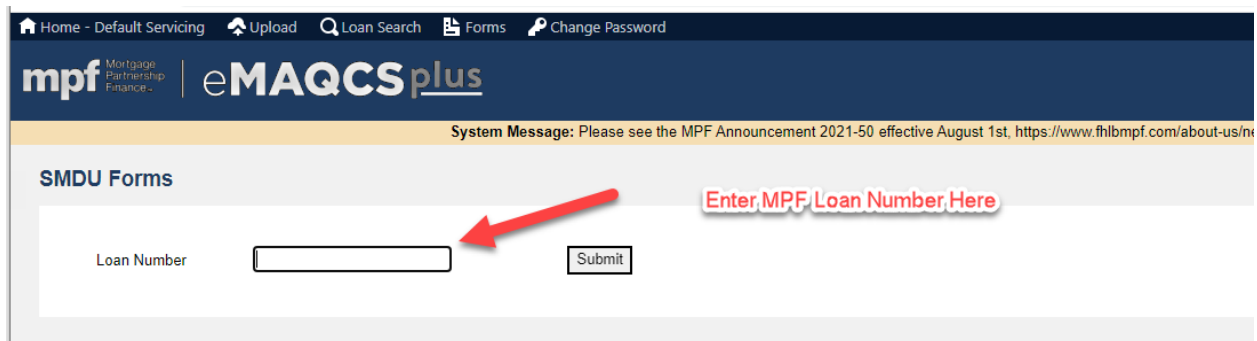 Home - Default Servicing Upload Loan Search Forms Change Password
mpf Mortgage Partnership Finance | eMAQCS plus
System Message: Please see the MPF Announcement 2021-50 effective August 1st, https://www.fhlbmpf.com/about-us/ne
SMDU Forms
Enter MPF Loan Number Here
Loan Number Submit